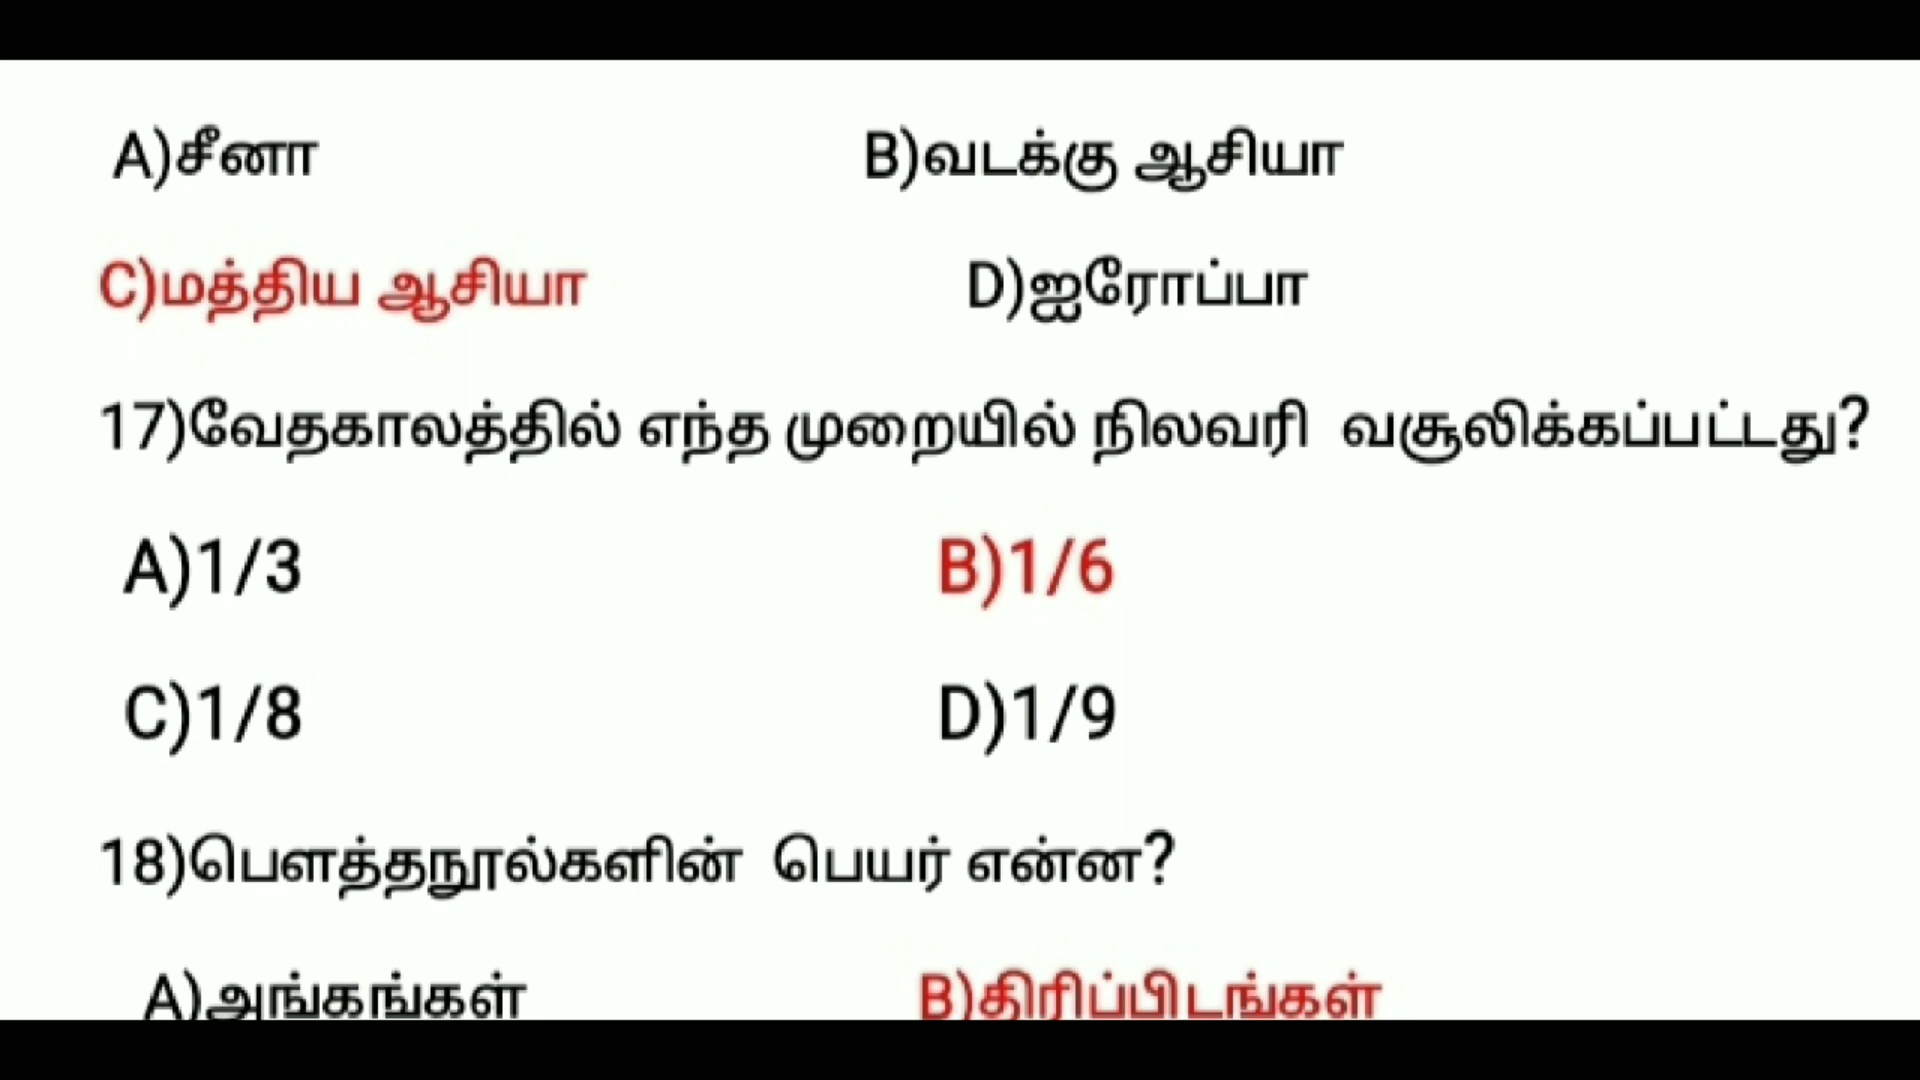 A)சீனா B)வடக்கு ஆசியா
C)மத்திய ஆசியா D)ஐரோப்பா
17)வேதகாலத்தில் எந்த முறையில் நிலவரி வசூலிக்கப்பட்டது?
A)1/3 B)1/6
C)1/8 D)1/9
18)பௌத்தநூல்களின் பெயர் என்ன?
A)அங்கங்கள் B)திரிப்பிடங்கள்